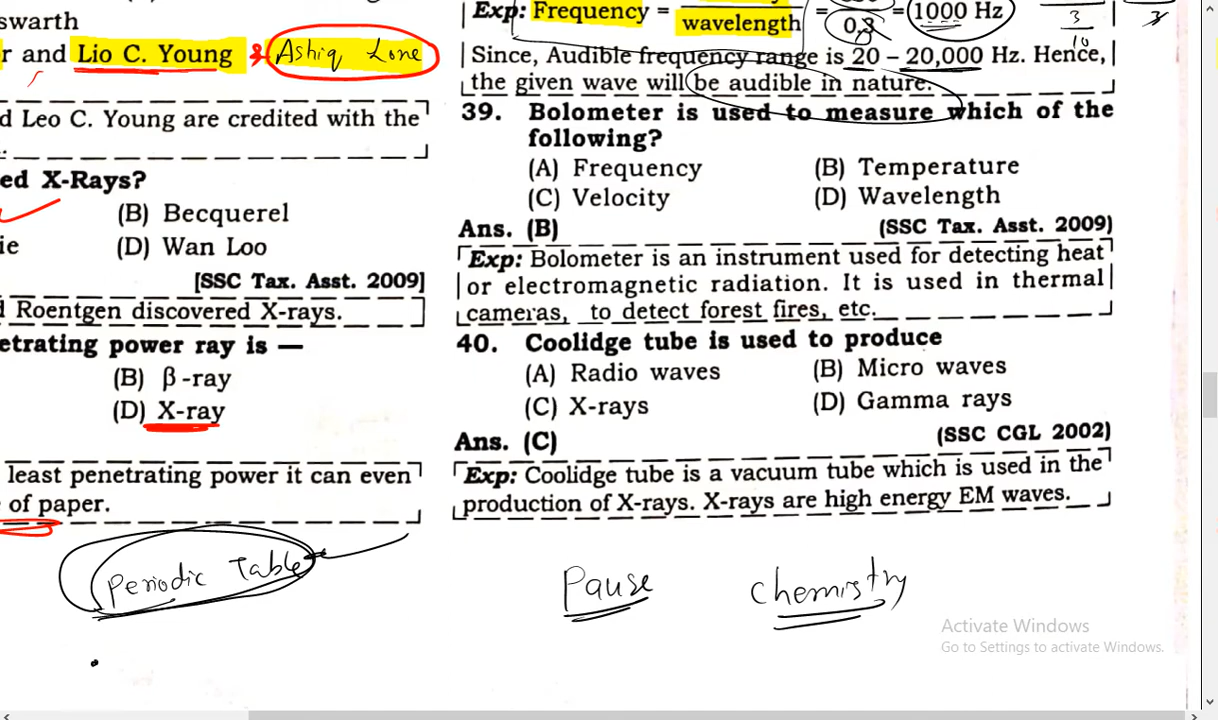 swarth
r and Lio C. Young & Ashiq Lone
d Leo C. Young are credited with the
ed X-Rays?
(B) Becquerel
ie (D) Wan Loo
[SSC Tax. Asst. 2009]
d Roentgen discovered X-rays.
etrating power ray is —
(B) β-ray
(D) X-ray
least penetrating power it can even
of paper.
Periodic Table
Exp: Frequency = wavelength = 0.3 = 1000 Hz
3
10
Since, Audible frequency range is 20 – 20,000 Hz. Hence,
the given wave will be audible in nature.
39. Bolometer is used to measure which of the
following?
(A) Frequency (B) Temperature
(C) Velocity (D) Wavelength
Ans. (B) (SSC Tax. Asst. 2009)
Exp: Bolometer is an instrument used for detecting heat
or electromagnetic radiation. It is used in thermal
cameras, to detect forest fires, etc.
40. Coolidge tube is used to produce
(A) Radio waves (B) Micro waves
(C) X-rays (D) Gamma rays
Ans. (C) (SSC CGL 2002)
Exp: Coolidge tube is a vacuum tube which is used in the
production of X-rays. X-rays are high energy EM waves.
Pause Chemistry
Activate Windows
Go to Settings to activate Windows.